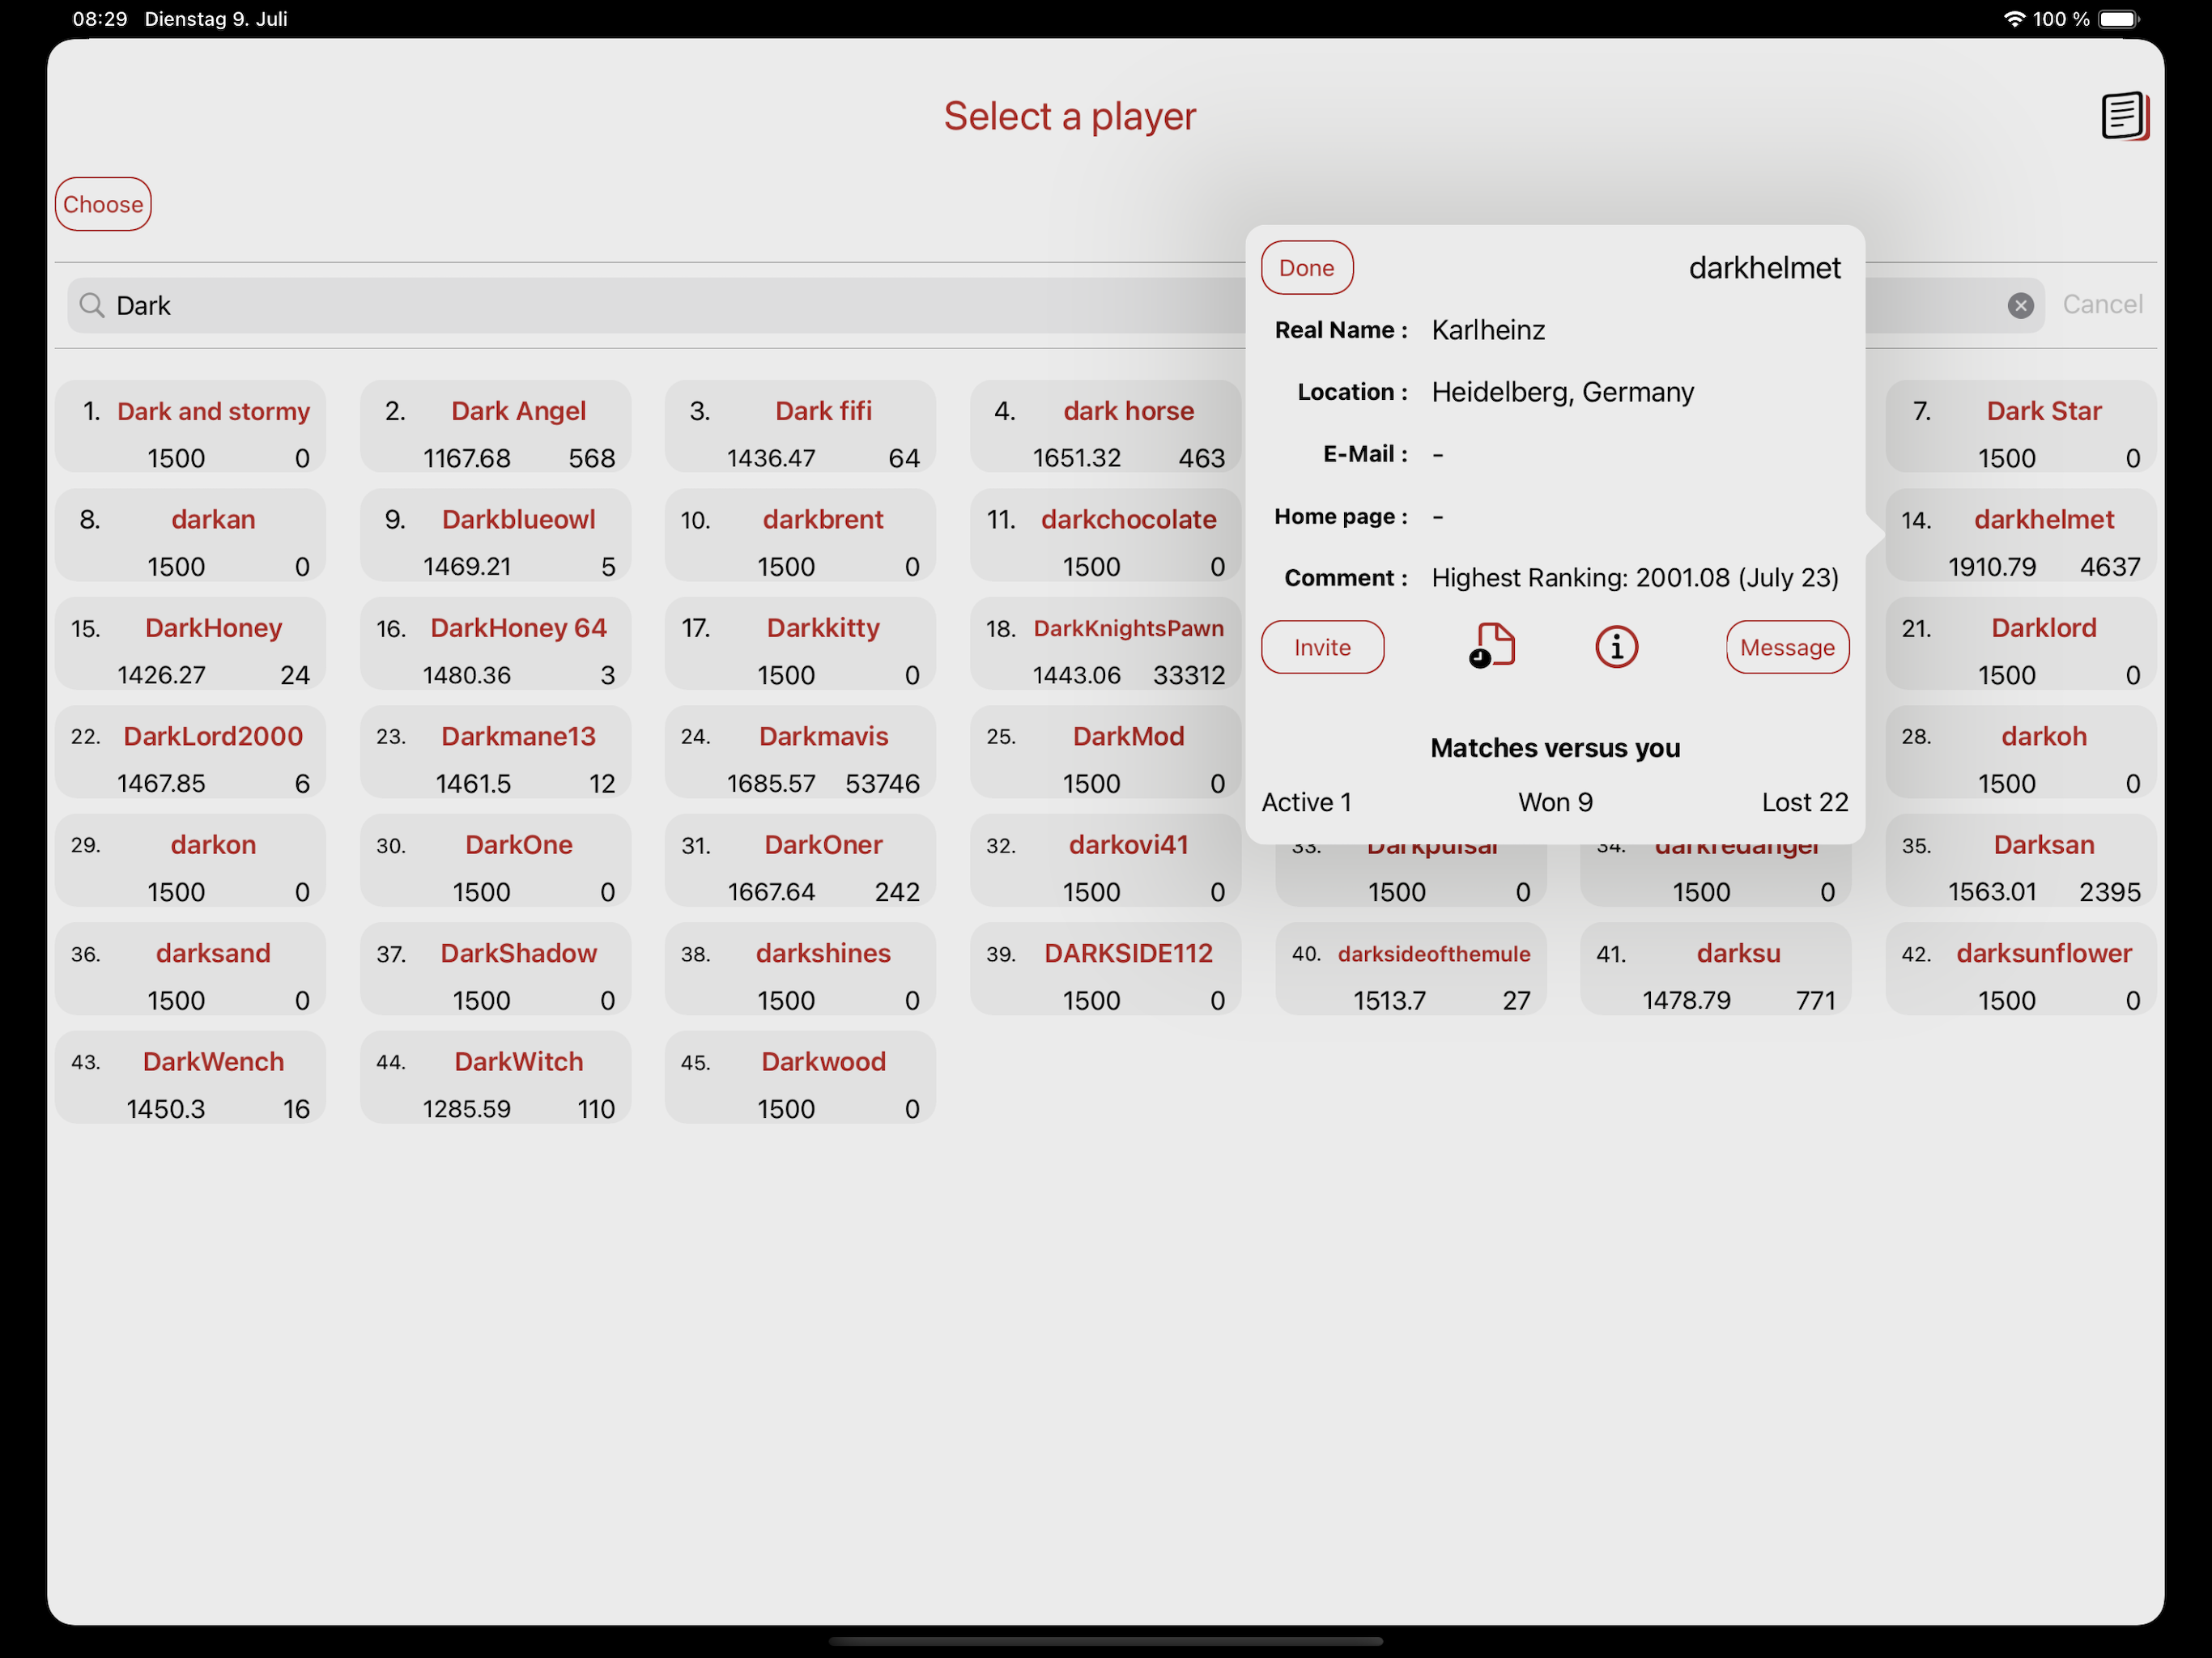 08:29 Dienstag 9. Juli
100 %
Select a player
Choose
Dark
Cancel
1. Dark and stormy
1500 0
2. Dark Angel
1167.68 568
3. Dark fifi
1436.47 64
4. dark horse
1651.32 463
7. Dark Star
1500 0
8. darkan
1500 0
9. Darkblueowl
1469.21 5
10. darkbrent
1500 0
11. darkchocolate
1500 0
14. darkhelmet
1910.79 4637
15. DarkHoney
1426.27 24
16. DarkHoney 64
1480.36 3
17. Darkkitty
1500 0
18. DarkKnightsPawn
1443.06 33312
21. Darklord
1500 0
22. DarkLord2000
1467.85 6
23. Darkmane13
1461.5 12
24. Darkmavis
1685.57 53746
25. DarkMod
1500 0
28. darkoh
1500 0
29. darkon
1500 0
30. DarkOne
1500 0
31. DarkOner
1667.64 242
32. darkovi41
1500 0
33. Darkpulsar
1500 0
34. darkredangel
1500 0
35. Darksan
1563.01 2395
36. darksand
1500 0
37. DarkShadow
1500 0
38. darkshines
1500 0
39. DARKSIDE112
1500 0
40. darksideofthemule
1513.7 27
41. darksu
1478.79 771
42. darksunflower
1500 0
43. DarkWench
1450.3 16
44. DarkWitch
1285.59 110
45. Darkwood
1500 0
Done
darkhelmet
Real Name : Karlheinz
Location : Heidelberg, Germany
E-Mail : -
Home page : -
Comment : Highest Ranking: 2001.08 (July 23)
Invite
Message
Matches versus you
Active 1 Won 9 Lost 22